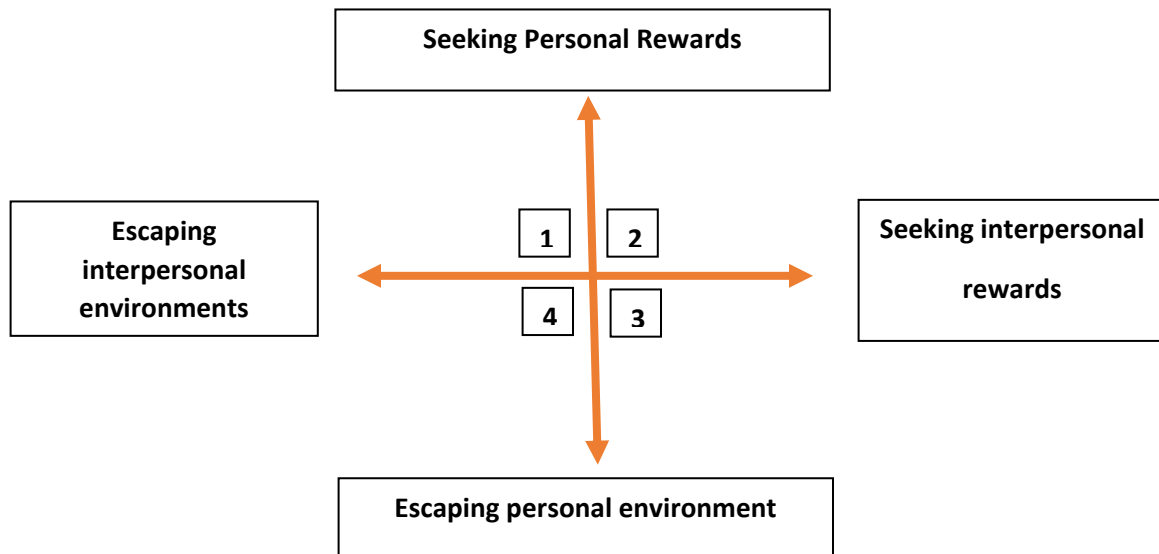 Seeking Personal Rewards
Escaping
interpersonal
environments
1
2
Seeking interpersonal
rewards
4
3
Escaping personal environment